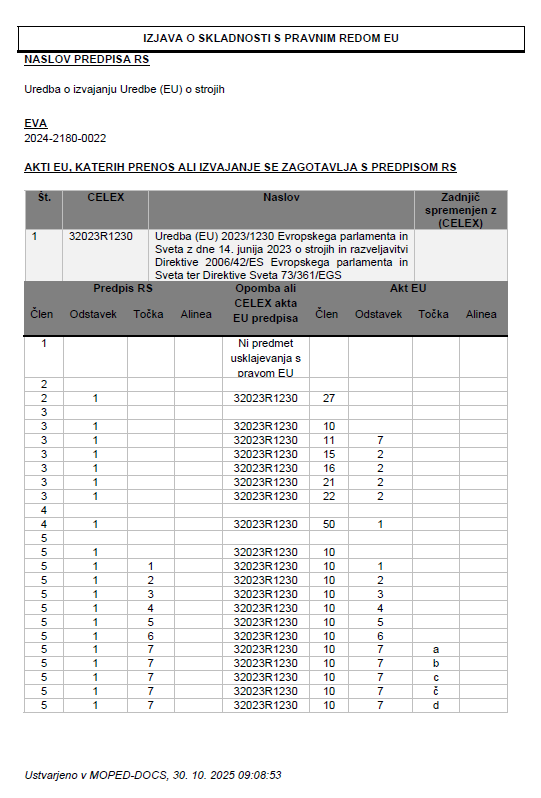 IZJAVA O SKLADNOSTI S PRAVNIM REDOM EU
NASLOV PREDPISA RS
Uredba o izvajanju Uredbe (EU) o strojih
EVA
2024-2180-0022
AKTI EU, KATERIH PRENOS ALI IZVAJANJE SE ZAGOTAVLJA S PREDPISOM RS
Št. CELEX Naslov Zadnjič spremenjen z (CELEX)
1 32023R1230 Uredba (EU) 2023/1230 Evropskega parlamenta in
Sveta z dne 14. junija 2023 o strojih in razveljavitvi
Direktive 2006/42/ES Evropskega parlamenta in
Sveta ter Direktive Sveta 73/361/EGS
Predpis RS Opomba ali CELEX akta EU predpisa Akt EU
Člen Odstavek Točka Alinea Člen Odstavek Točka Alinea
1 Ni predmet
usklajevanja s
pravom EU
2
2 1 32023R1230 27
3
3 1 32023R1230 10
3 1 32023R1230 11 7
3 1 32023R1230 15 2
3 1 32023R1230 16 2
3 1 32023R1230 21 2
3 1 32023R1230 22 2
4
4 1 32023R1230 50 1
5
5 1 32023R1230 10
5 1 1 32023R1230 10 1
5 1 2 32023R1230 10 2
5 1 3 32023R1230 10 3
5 1 4 32023R1230 10 4
5 1 5 32023R1230 10 5
5 1 6 32023R1230 10 6
5 1 7 32023R1230 10 7 a
5 1 7 32023R1230 10 7 b
5 1 7 32023R1230 10 7 c
5 1 7 32023R1230 10 7 č
5 1 7 32023R1230 10 7 d
Ustvarjeno v MOPED-DOCS, 30. 10. 2025 09:08:53